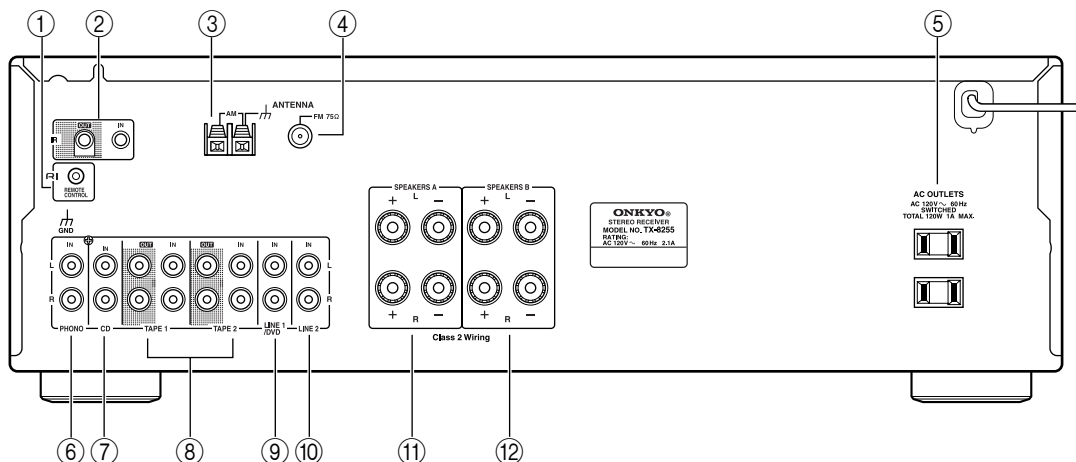 ① ② ③ ④ ⑤
ANTENNA
AM
FM 75Ω
IR OUT IN
RI
REMOTE
CONTROL
GND
SPEAKERS A SPEAKERS B
+ L − + L −
+ R − + R −
Class 2 Wiring
ONKYO®
STEREO RECEIVER
MODEL NO. TX-8255
RATING:
AC 120V ~ 60Hz 2.1A
AC OUTLETS
AC 120V ~ 60Hz
SWITCHED
TOTAL 120W 1A MAX.
IN IN OUT IN OUT IN IN IN
L L
R R
PHONO CD TAPE 1 TAPE 2 LINE 1 /DVD LINE 2
⑥ ⑦ ⑧ ⑨ ⑩ ⑪ ⑫